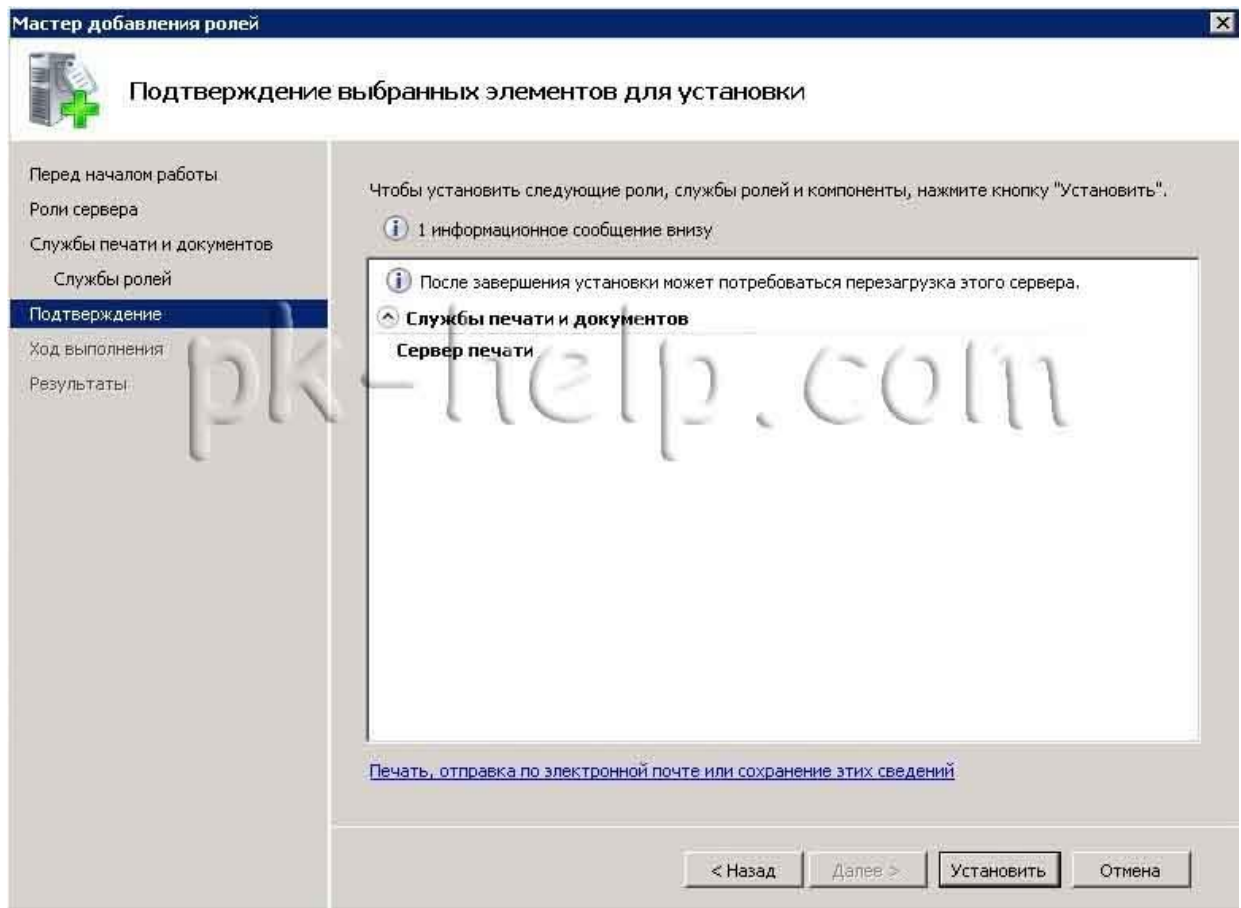 Мастер добавления ролей
Подтверждение выбранных элементов для установки
Перед началом работы
Роли сервера
Службы печати и документов
Службы ролей
Подтверждение
Ход выполнения
Результаты
Чтобы установить следующие роли, службы ролей и компоненты, нажмите кнопку "Установить".
1 информационное сообщение внизу
После завершения установки может потребоваться перезагрузка этого сервера.
Службы печати и документов
Сервер печати
pk-help.com
Печать, отправка по электронной почте или сохранение этих сведений
< Назад
Далее >
Установить
Отмена